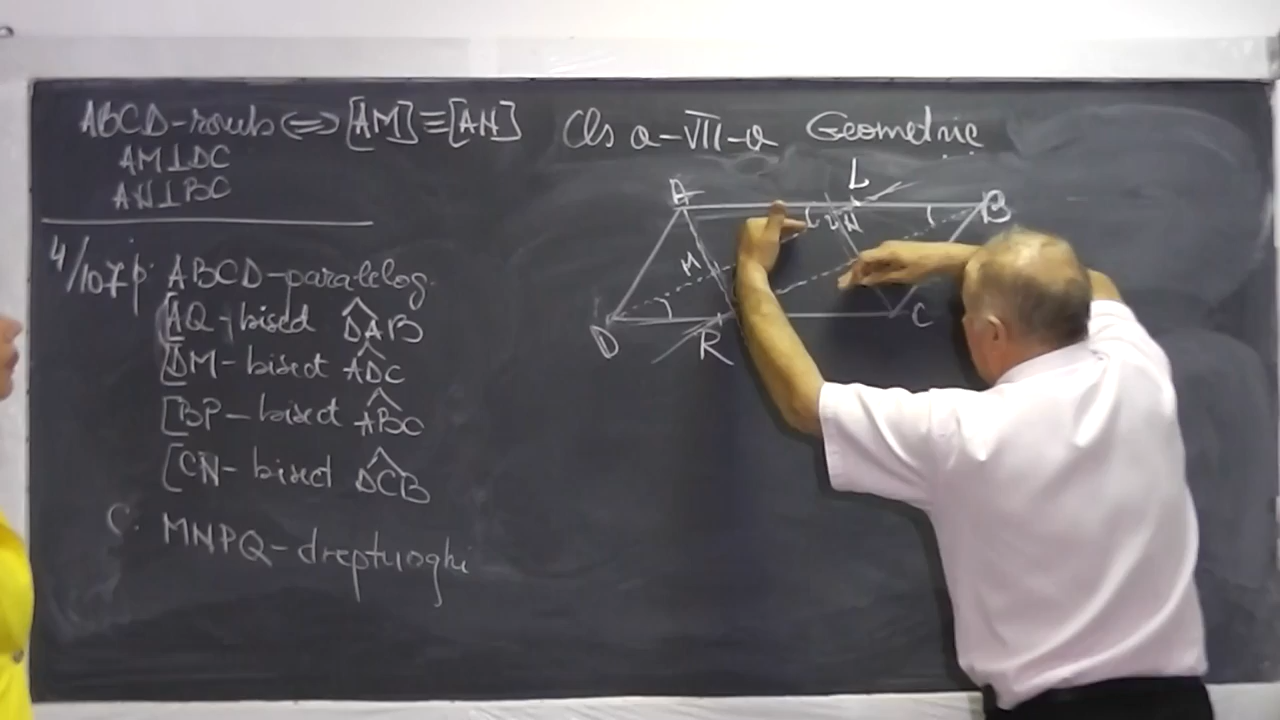 ABCD-romb ⇔ [AM] ≡ [AN]
AM⊥DC
AN⊥BC
Cls a-VII-a Geometrie
4/107p: ABCD-paralelog.
[AQ-bisect DAB
[DM-bisect ADC
[BP-bisect ABC
[CN-bisect DCB
C: MNPQ-dreptunghi
L
A
N
B
M
D
R
C